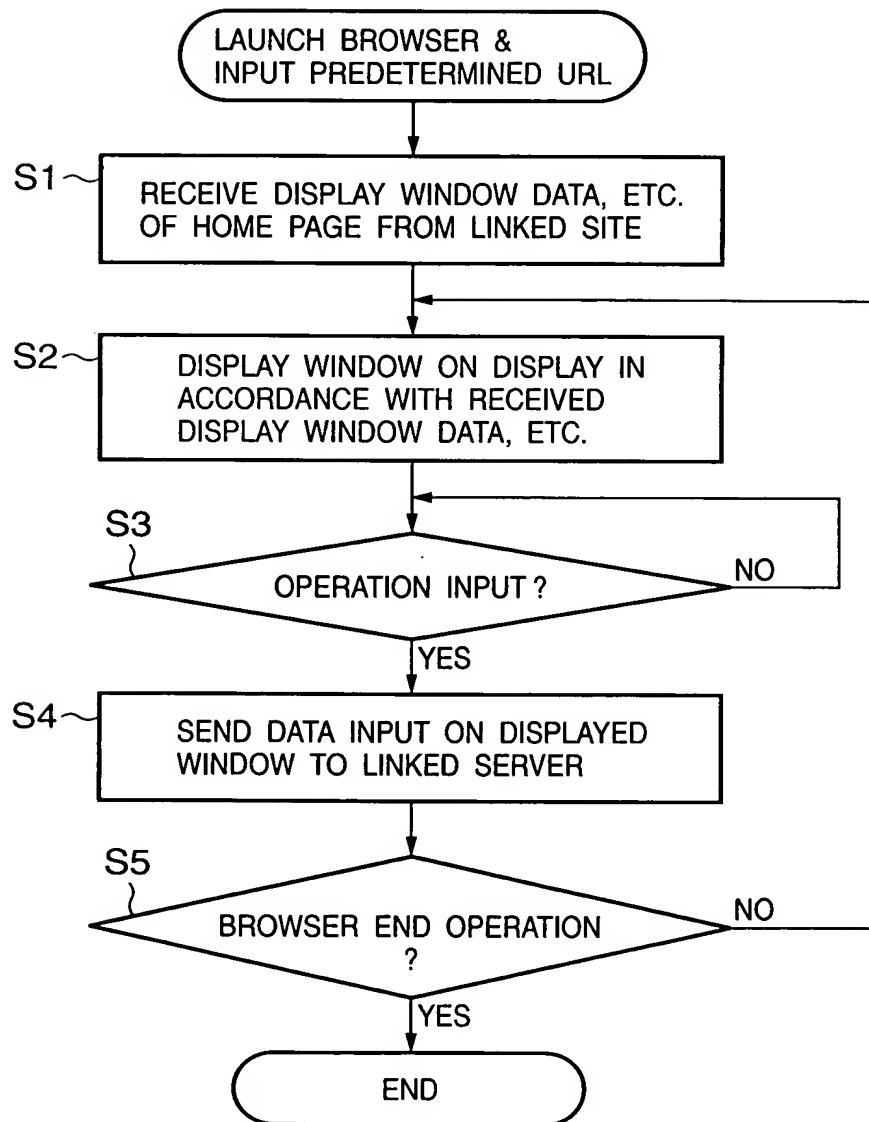 LAUNCH BROWSER &
INPUT PREDETERMINED URL
S1
RECEIVE DISPLAY WINDOW DATA, ETC.
OF HOME PAGE FROM LINKED SITE
S2
DISPLAY WINDOW ON DISPLAY IN
ACCORDANCE WITH RECEIVED
DISPLAY WINDOW DATA, ETC.
S3
OPERATION INPUT?
NO
YES
S4
SEND DATA INPUT ON DISPLAYED
WINDOW TO LINKED SERVER
S5
BROWSER END OPERATION
?
NO
YES
END